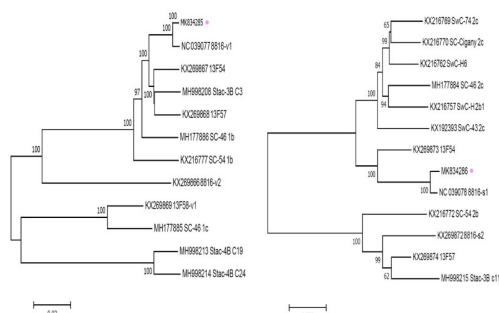 100
MK834285
100
NC 039077 8816-v1
KX269867 13F54
100
MH998208 Stac-3B C3
97
100
KX269868 13F57
100
MH177886 SC-46 1b
100
KX216777 SC-54 1b
KX269866 8816-v2
KX269869 13F58-v1
100
MH177885 SC-46 1c
MH998213 Stac-4B C19
100
MH998214 Stac-4B C24
65
KX216769 SwC-74 2c
99
KX216770 SC-Cigany 2c
KX216762 SwC-H6
84
MH177884 SC-46 2c
100
94
KX216757 SwC-H2b1
KX192393 SwC-43 2c
KX269873 13F54
100
MK834286
100
NC 039078 8816-s1
KX216772 SC-54 2b
100
KX269872 8816-s2
99
KX269874 13F57
62
MH998215 Stac-3B c11